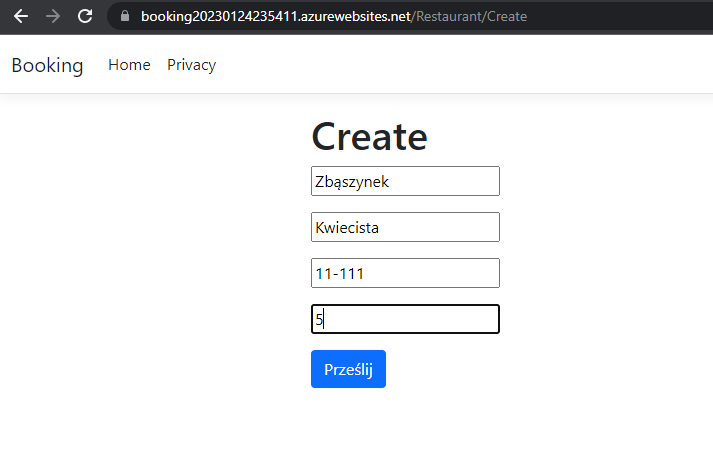 booking20230124235411.azurewebsites.net/Restaurant/Create
Booking Home Privacy
Create
Zbąszynek
Kwiecista
11-111
5
Prześlij